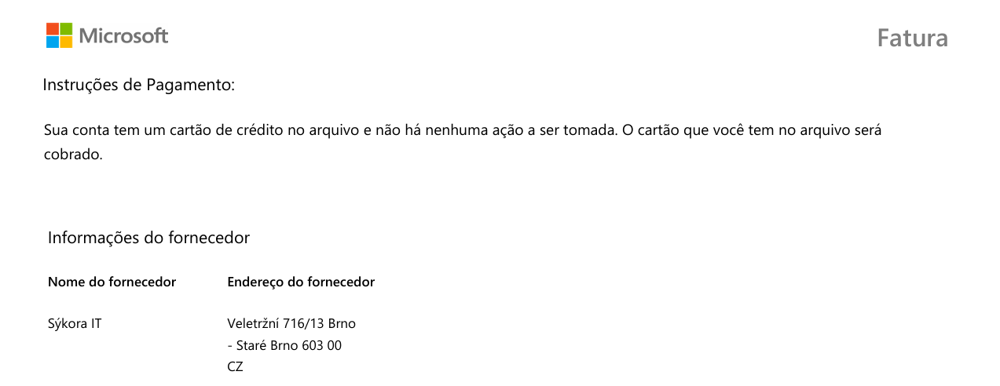 Microsoft
Fatura
Instruções de Pagamento:
Sua conta tem um cartão de crédito no arquivo e não há nenhuma ação a ser tomada. O cartão que você tem no arquivo será
cobrado.
Informações do fornecedor
Nome do fornecedor
Endereço do fornecedor
Sýkora IT
Veletržní 716/13 Brno
- Staré Brno 603 00
CZ